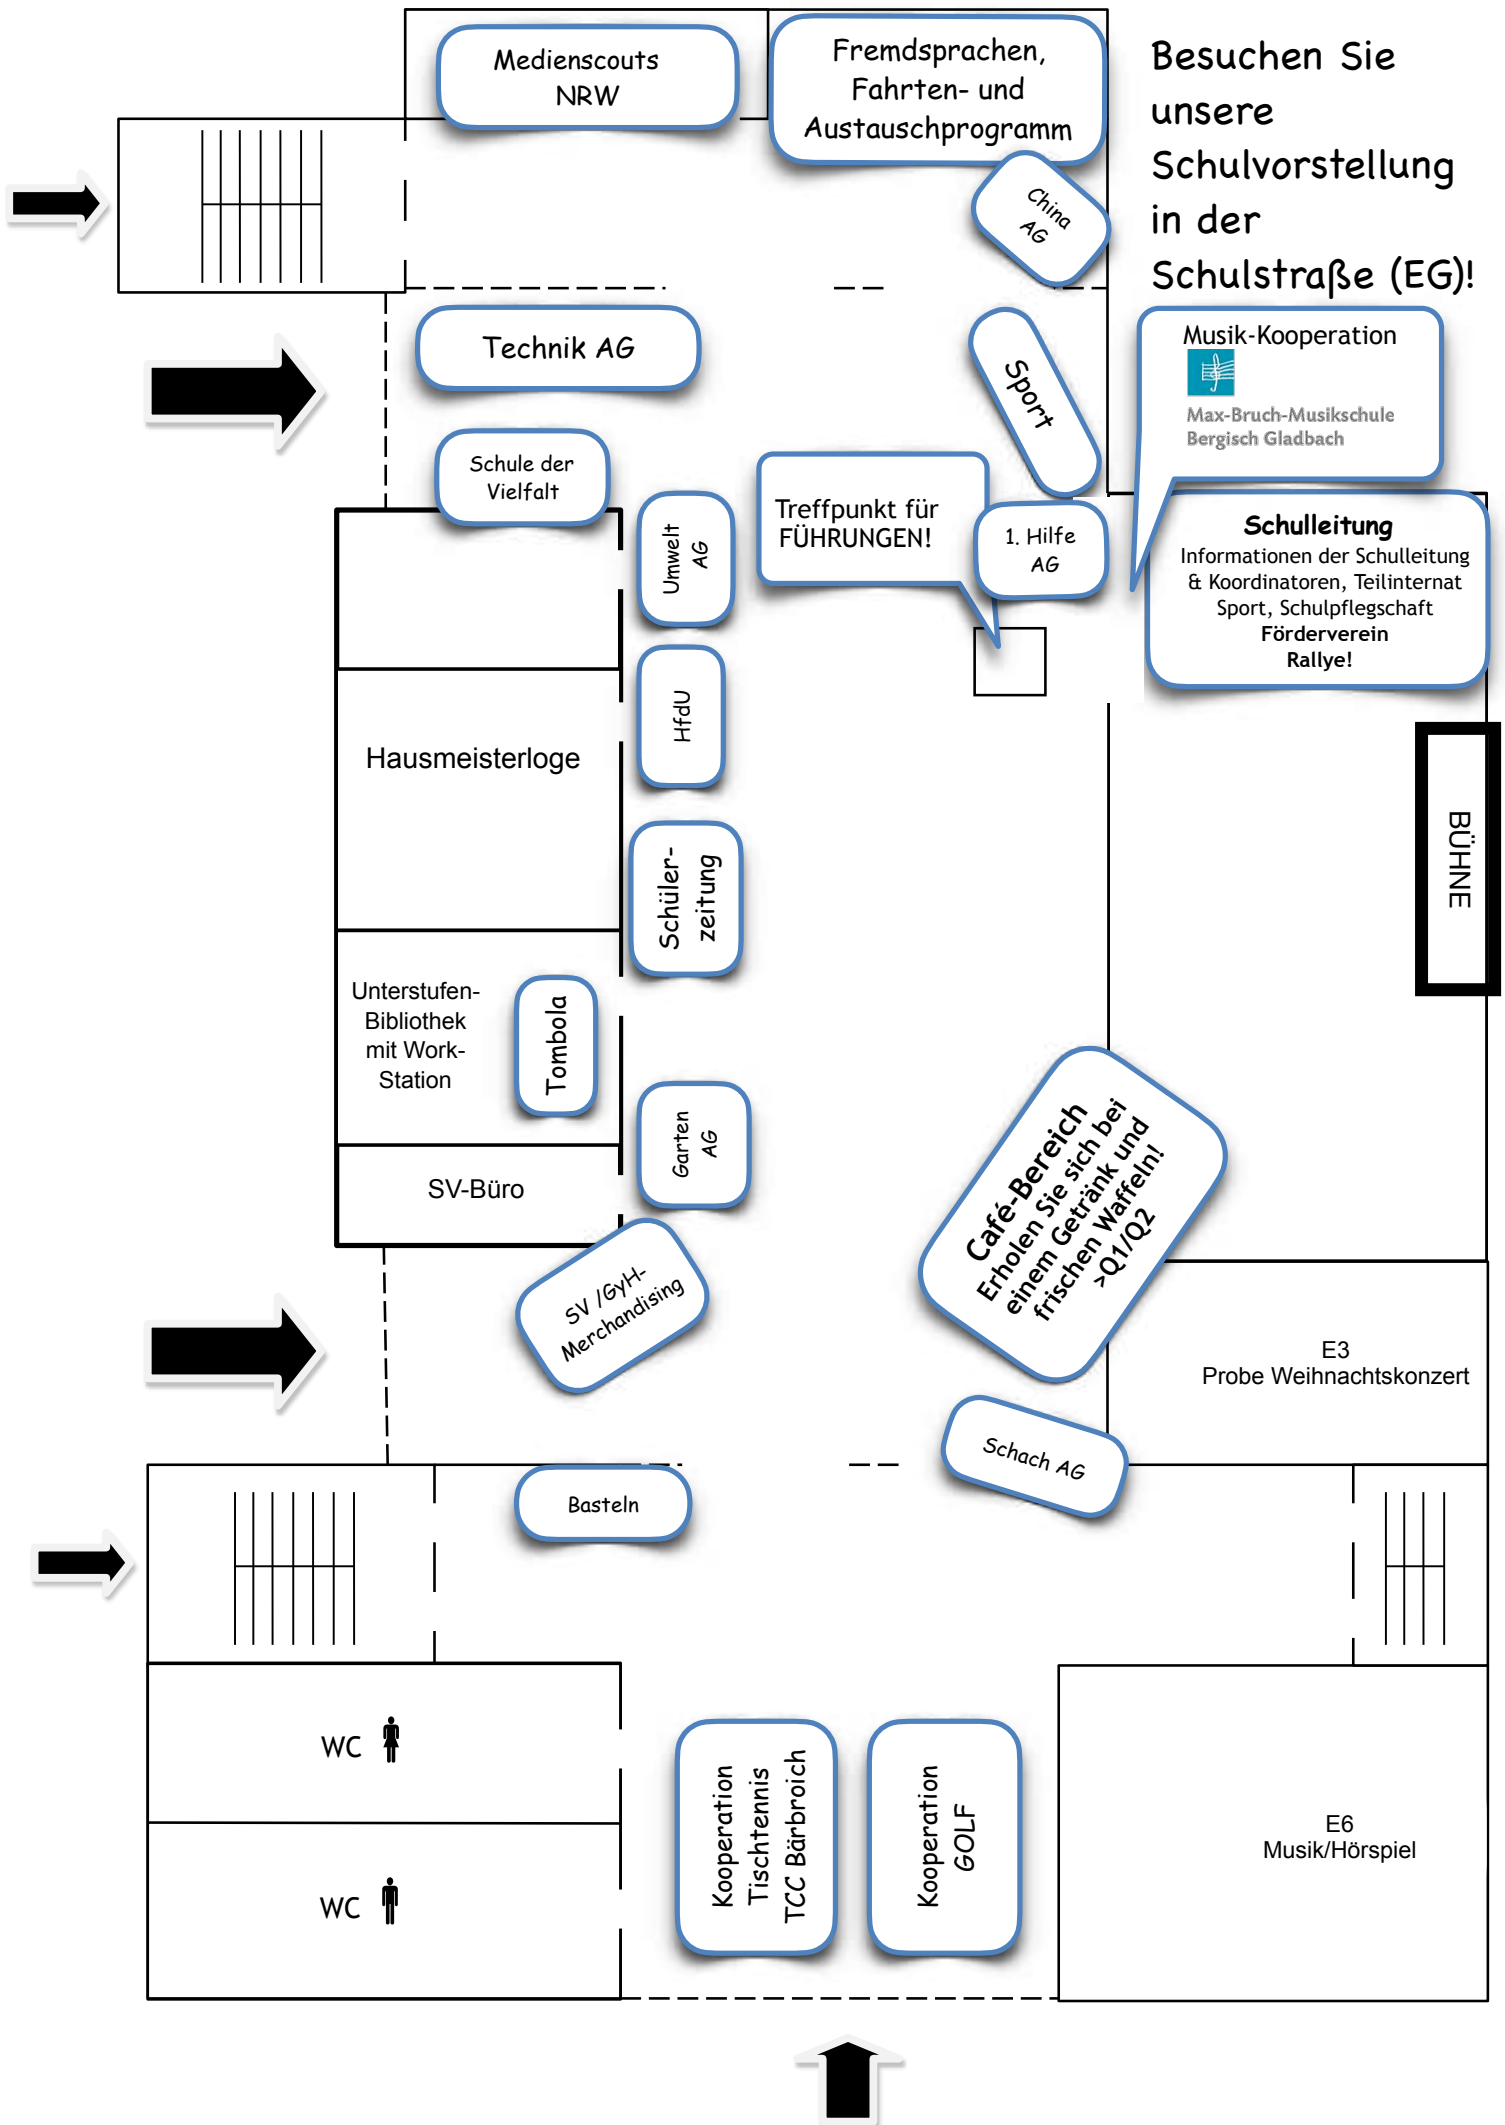 Medienscouts
NRW
Fremdsprachen,
Fahrten- und
Austauschprogramm
Besuchen Sie
unsere
Schulvorstellung
in der
Schulstraße (EG)!
China
AG
Technik AG
Sport
Musik-Kooperation
Max-Bruch-Musikschule
Bergisch Gladbach
Schule der
Vielfalt
Umwelt
AG
Treffpunkt für
FÜHRUNGEN!
1. Hilfe
AG
Schulleitung
Informationen der Schulleitung
& Koordinatoren, Teilinternat
Sport, Schulpflegschaft
Förderverein
Rallye!
HfdU
Hausmeisterloge
BÜHNE
Schüler-
zeitung
Unterstufen-
Bibliothek
mit Work-
Station
Tombola
Garten
AG
SV-Büro
Café-Bereich
Erholen Sie sich bei
einem Getränk und
frischen Waffeln!
>Q1/Q2
SV /GyH-
Merchandising
E3
Probe Weihnachtskonzert
Schach AG
Basteln
WC
Kooperation
Tischtennis
TCC Bärbroich
Kooperation
GOLF
E6
Musik/Hörspiel
WC